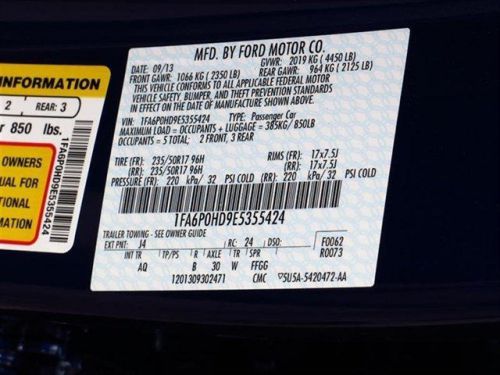 INFORMATION
2 REAR: 3
r 850 lbs.
OWNERS
NUAL FOR
TIONAL
RMATION
1FA6P0HD9E5355424
MFD. BY FORD MOTOR CO.
DATE: 09/13 GVWR: 2019 KG ( 4450 LB)
FRONT GAWR: 1066 KG ( 2350 LB) REAR GAWR: 964 KG ( 2125 LB)
THIS VEHICLE CONFORMS TO ALL APPLICABLE FEDERAL MOTOR
VEHICLE SAFETY, BUMPER, AND THEFT PREVENTION STANDARDS
IN EFFECT ON THE DATE OF MANUFACTURE SHOWN ABOVE.
VIN: 1FA6P0HD9E5355424 TYPE: Passenger Car
MAXIMUM LOAD = OCCUPANTS + LUGGAGE = 385KG/850LB
OCCUPANTS = 5 TOTAL; 2 FRONT, 3 REAR
TIRE (FR): 235/50R17 96H RIMS (FR): 17x7.5J
(RR): 235/50R17 96H (RR): 17x7.5J
PRESSURE (FR): 220 kPa/ 32 PSI COLD (RR): 220 kPa/ 32 PSI COLD
1FA6P0HD9E5355424
TRAILER TOWING - SEE OWNER GUIDE
EXT PNT: J4 RC: 24 DSO: F0062
INT TR TP/PS R AXLE TR SPR R0073
AQ B 30 W FFGG
1201309302471 CMC 5U5A-5420472-AA